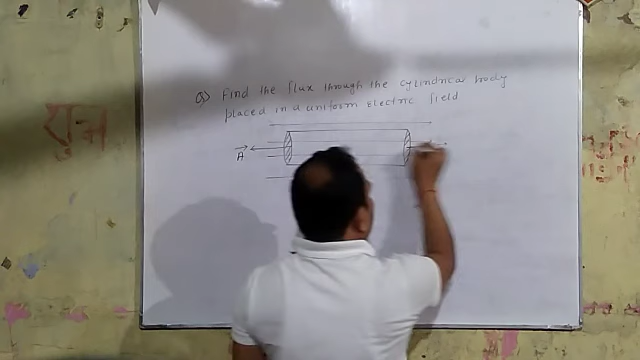 Q) Find the flux through the cylindrical body
placed in a uniform electric field
A